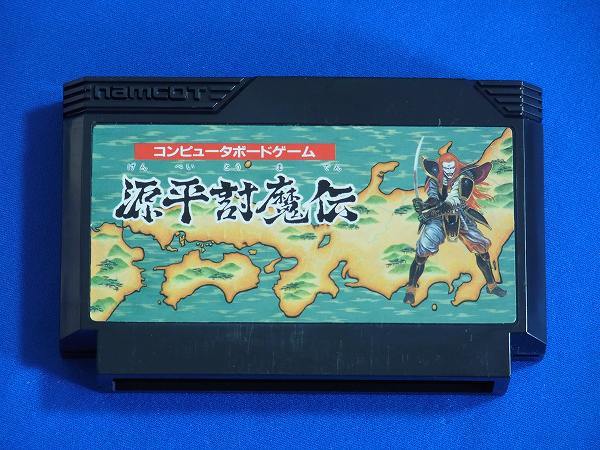 namcot
コンピュータボードゲーム
げん ぺい とう ま でん
源平討魔伝